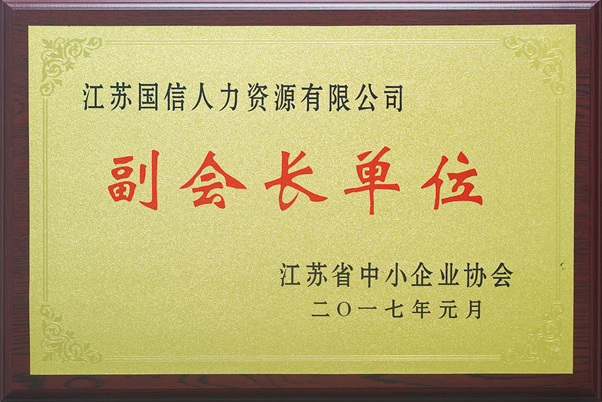 江苏国信人力资源有限公司
副会长单位
江苏省中小企业协会
二〇一七年元月